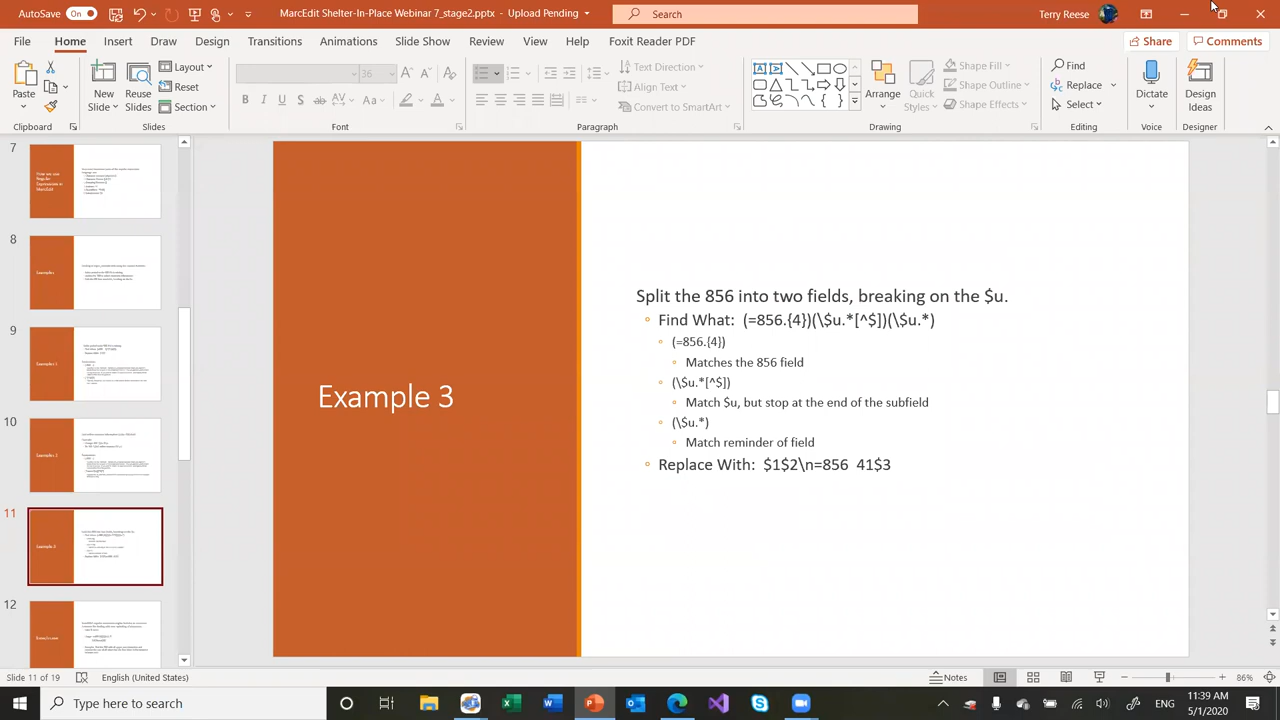 AutoSave On MarcEdit Shelter-In-Place Webinar 7_stage2.pptx - Upload Pending Search Terry Reese
File Home Insert Draw Design Transitions Animations Slide Show Review View Help Foxit Reader PDF Share Comments
Paste
New Slide
Reuse Slides
Layout
Reset
Section
36
B I U S ab AV Aa A
Text Direction
Align Text
Convert to SmartArt
Arrange
Quick Styles
Shape Fill
Shape Outline
Shape Effects
Find
Replace
Select
Dictate
Design Ideas
Clipboard Slides Font Paragraph Drawing Editing Voice Designer
7
8
Examples
9
10
11
12
Example 3
Split the 856 into two fields, breaking on the $u.
Find What: (=856.{4})(\$u.*[^$])(\$u.*)
(=856.{4})
Matches the 856 field
(\$u.*[^$])
Match $u, but stop at the end of the subfield
(\$u.*)
Match reminder of field
Replace With: $1$2\n=856 41$3
Slide 11 of 19 English (United States) Notes 86%
Type here to search ENG 11:39 AM
5/1/2020